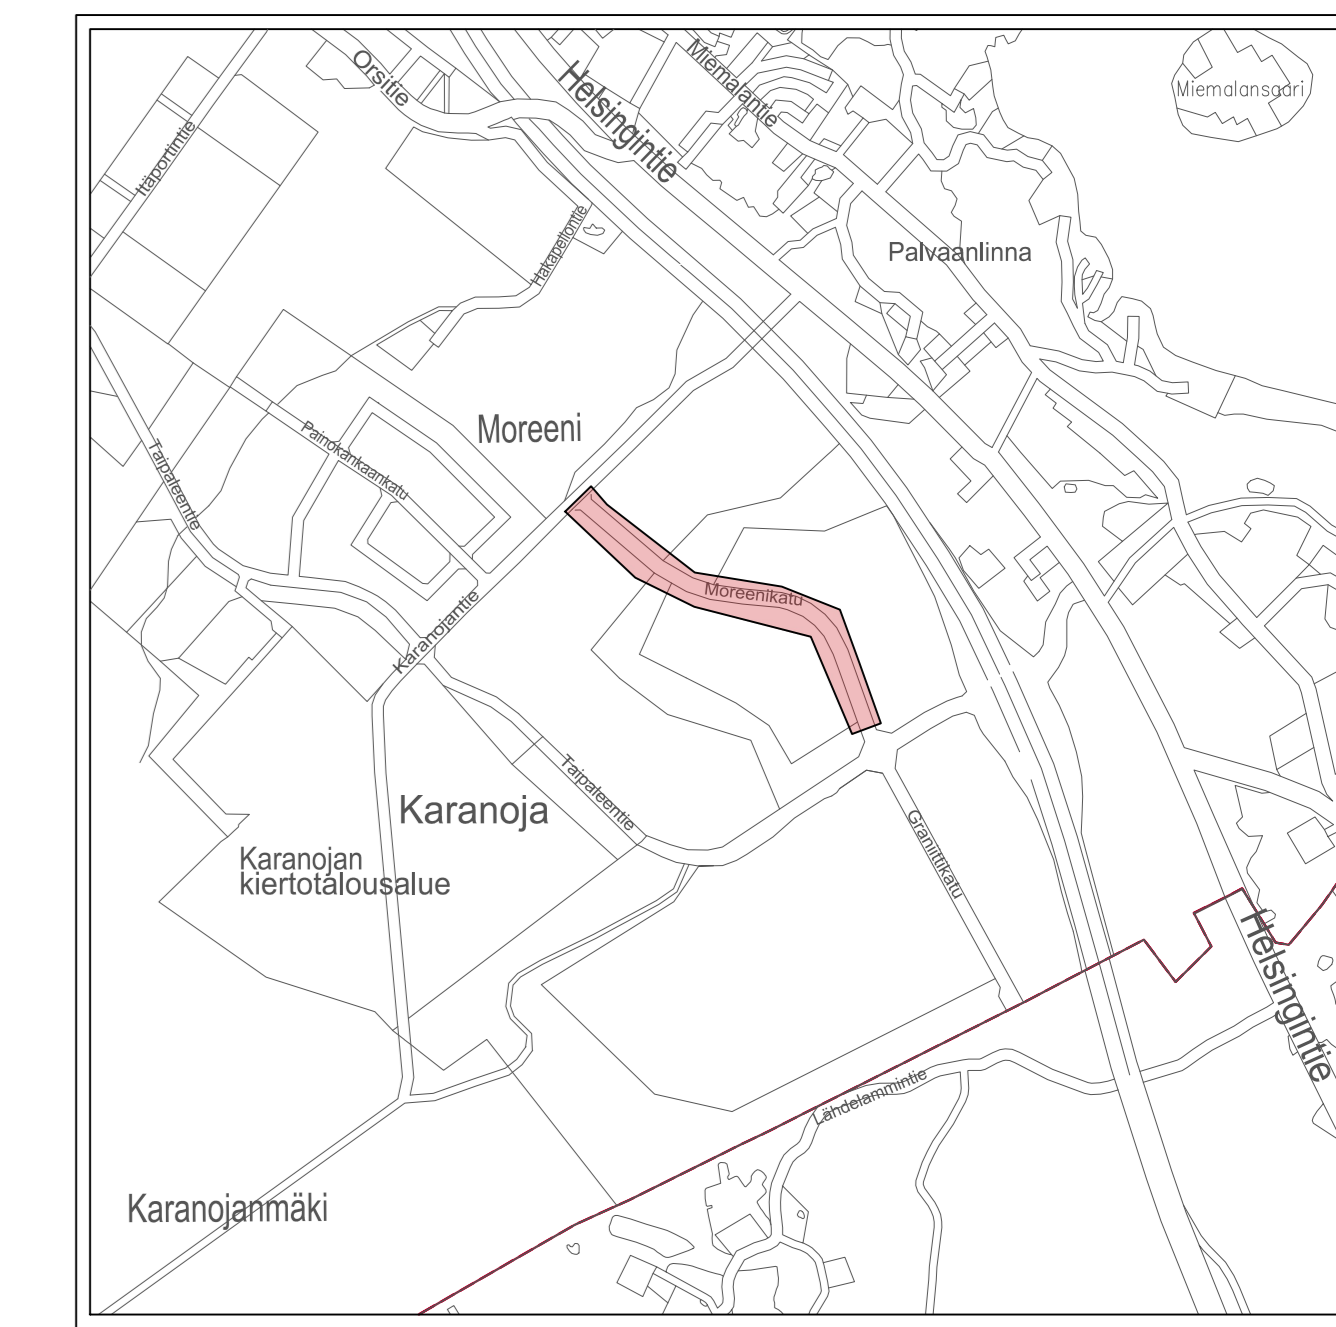 Orsitie
Helsingintie
Miemalantie
Miemalansaari
Itäportintie
Hakapellontie
Palvaanlinna
Moreeni
Painokankaankatu
Taipaleentie
Moreenikatu
Karanojantie
Taipaleentie
Karanoja
Graniittikatu
Karanojan
kiertotalousalue
Helsingintie
Lähdelammintie
Karanojanmäki